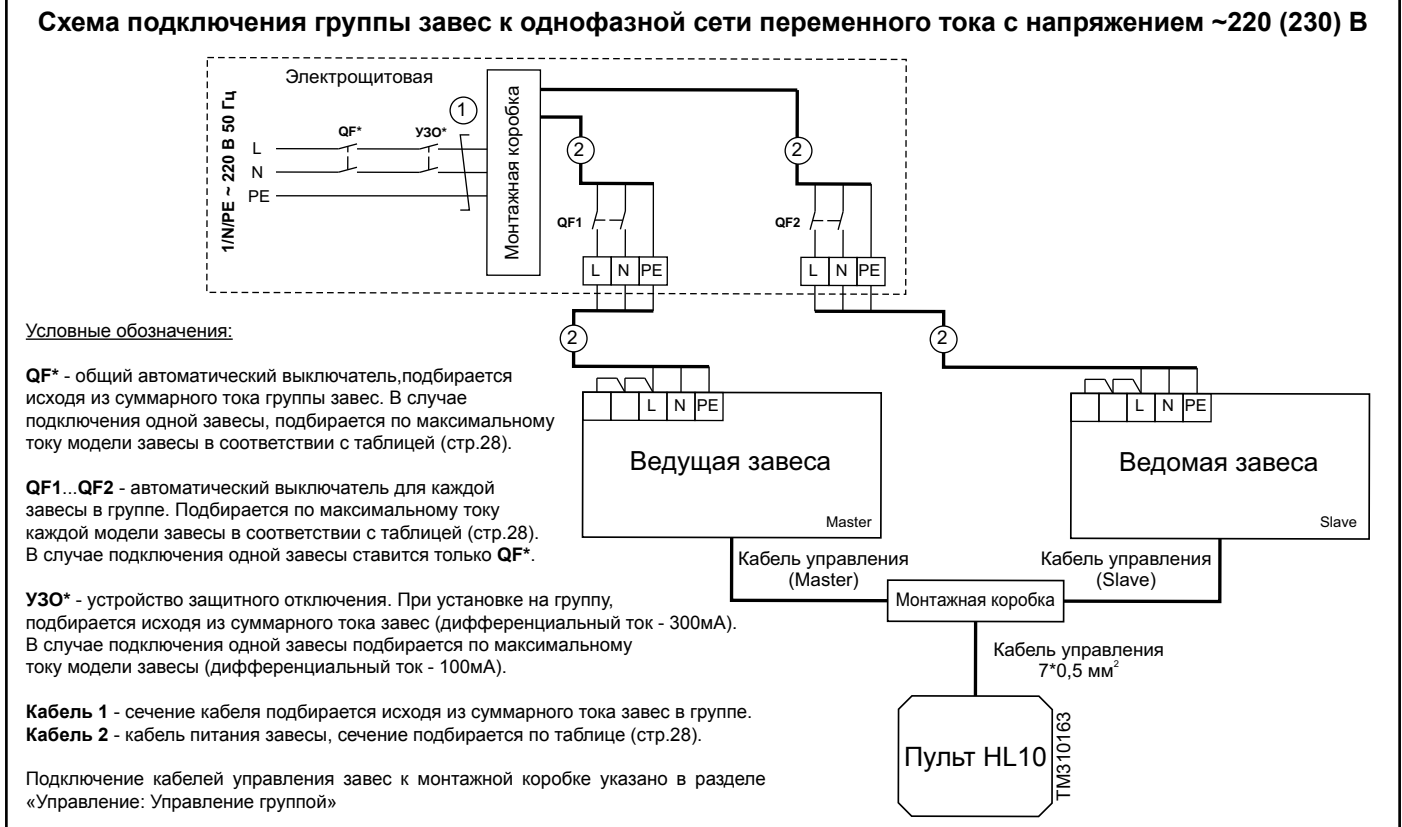 Схема подключения группы завес к однофазной сети переменного тока с напряжением ~220 (230) В
Электрощитовая
1/N/PE ~ 220 В 50 Гц
L
N
PE
QF*
УЗО*
1
Монтажная коробка
2
2
QF1
QF2
L N PE
L N PE
2
2
L N PE
Ведущая завеса
Master
L N PE
Ведомая завеса
Slave
Кабель управления
(Master)
Кабель управления
(Slave)
Монтажная коробка
Кабель управления
7*0,5 мм²
Пульт HL10
TM310163
Условные обозначения:
QF* - общий автоматический выключатель,подбирается
исходя из суммарного тока группы завес. В случае
подключения одной завесы, подбирается по максимальному
току модели завесы в соответствии с таблицей (стр.28).
QF1...QF2 - автоматический выключатель для каждой
завесы в группе. Подбирается по максимальному току
каждой модели завесы в соответствии с таблицей (стр.28).
В случае подключения одной завесы ставится только QF*.
УЗО* - устройство защитного отключения. При установке на группу,
подбирается исходя из суммарного тока завес (дифференциальный ток - 300мА).
В случае подключения одной завесы подбирается по максимальному
току модели завесы (дифференциальный ток - 100мА).
Кабель 1 - сечение кабеля подбирается исходя из суммарного тока завес в группе.
Кабель 2 - кабель питания завесы, сечение подбирается по таблице (стр.28).
Подключение кабелей управления завес к монтажной коробке указано в разделе
«Управление: Управление группой»